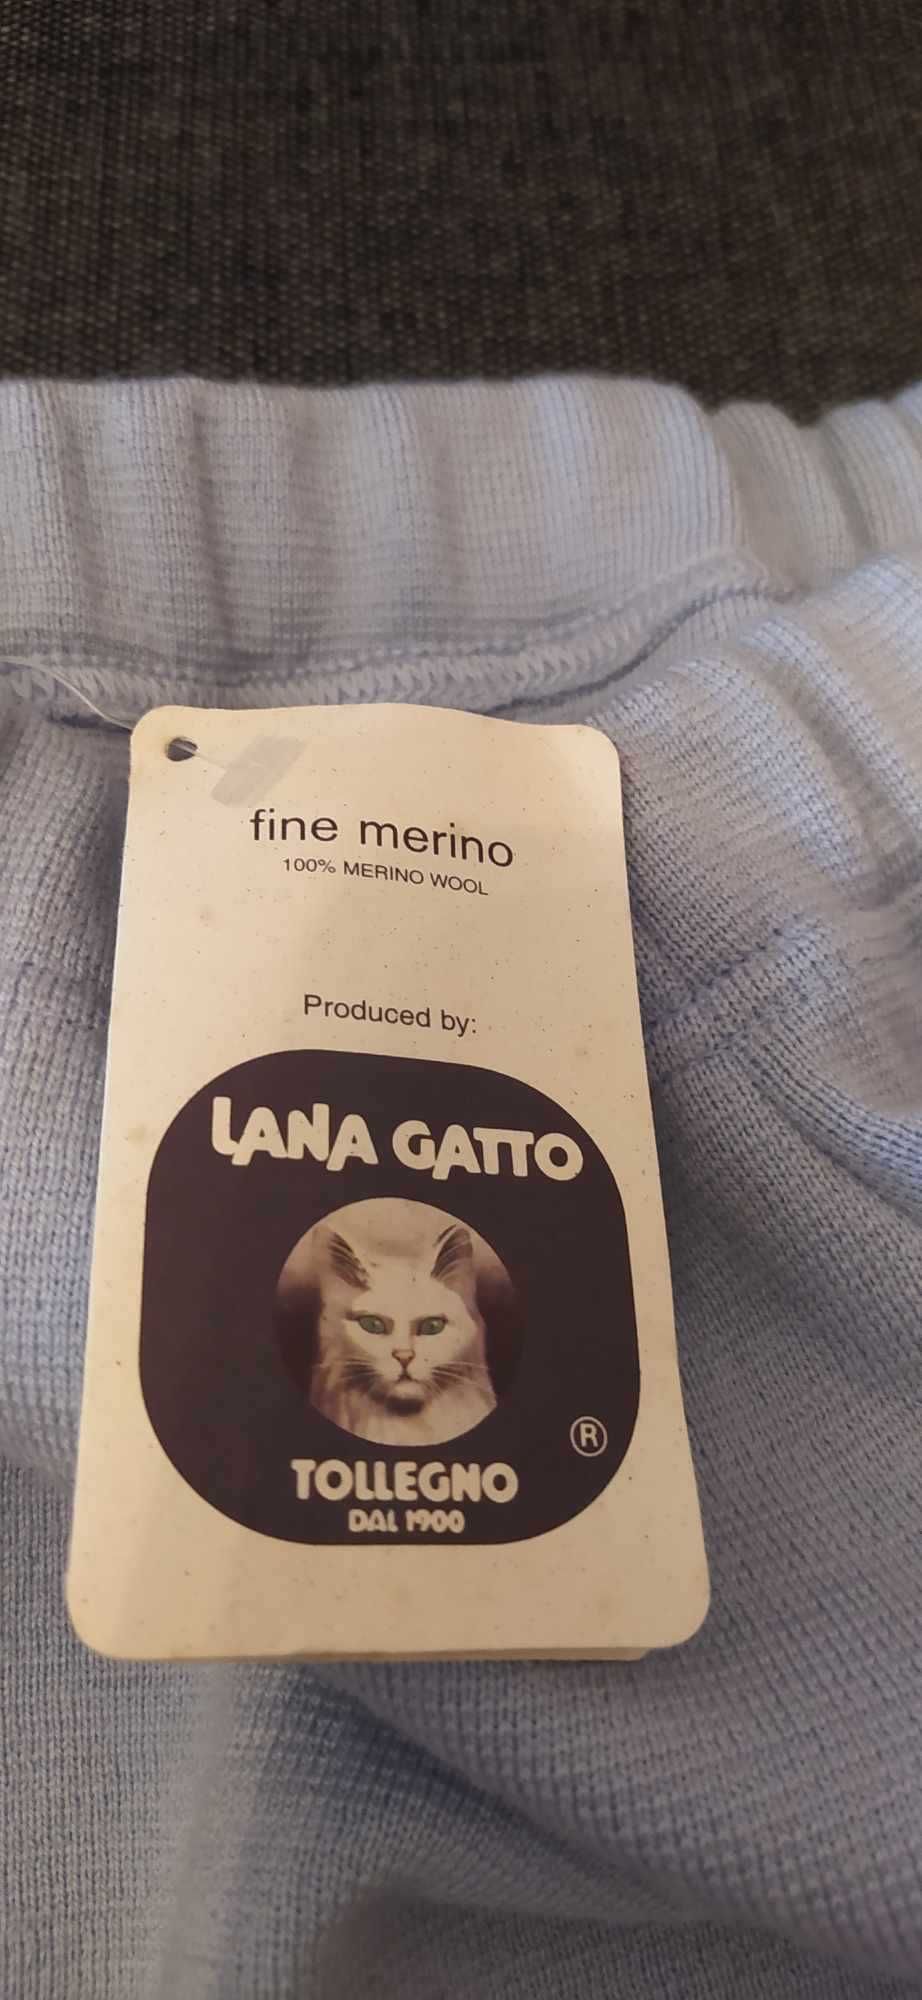 fine merino
100% MERINO WOOL
Produced by:
LANA GATTO
®
TOLLEGNO
DAL 1900